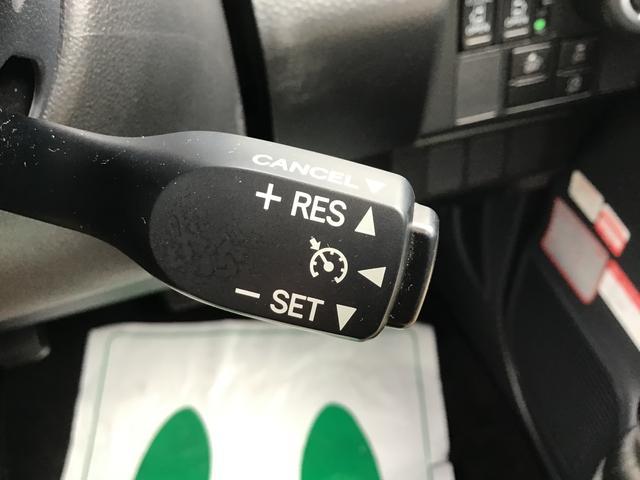 CANCEL ▼
+ RES ▲
◀
− SET ▼